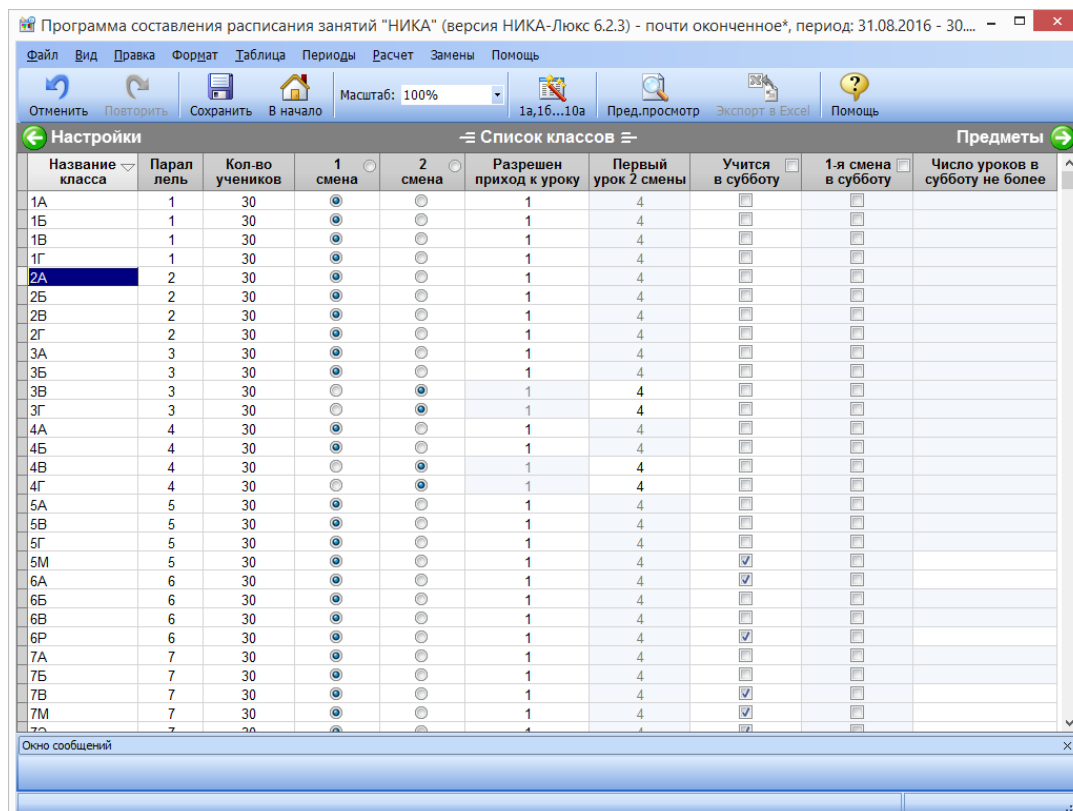 Программа составления расписания занятий "НИКА" (версия НИКА-Люкс 6.2.3) - почти оконченное*, период: 31.08.2016 - 30....
Файл Вид Правка Формат Таблица Периоды Расчет Замены Помощь
Масштаб: 100%
Отменить Повторить Сохранить В начало 1а,1б...10а Пред.просмотр Экспорт в Excel Помощь
Настройки Список классов Предметы
Название класса Парал лель Кол-во учеников 1 смена 2 смена Разрешен приход к уроку Первый урок 2 смены Учится в субботу 1-я смена в субботу Число уроков в субботу не более
1А 1 30 1 4
1Б 1 30 1 4
1В 1 30 1 4
1Г 1 30 1 4
2А 2 30 1 4
2Б 2 30 1 4
2В 2 30 1 4
2Г 2 30 1 4
3А 3 30 1 4
3Б 3 30 1 4
3В 3 30 1 4
3Г 3 30 1 4
4А 4 30 1 4
4Б 4 30 1 4
4В 4 30 1 4
4Г 4 30 1 4
5А 5 30 1 4
5В 5 30 1 4
5Г 5 30 1 4
5М 5 30 1 4
6А 6 30 1 4
6Б 6 30 1 4
6В 6 30 1 4
6Р 6 30 1 4
7А 7 30 1 4
7Б 7 30 1 4
7В 7 30 1 4
7М 7 30 1 4
Окно сообщений